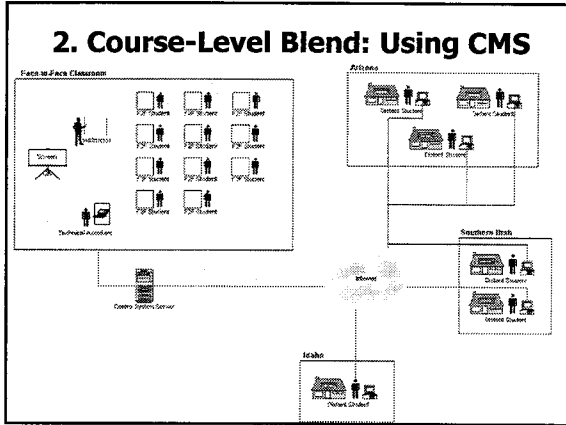 2. Course-Level Blend: Using CMS
Face-to-Face Classroom
Arizona
F2F Student F2F Student F2F Student
Instructor
F2F Student F2F Student F2F Student
Screen
F2F Student F2F Student F2F Student
F2F Student F2F Student
Technical Assistant
Distant Student Distant Student
Distant Student
Southern Utah
Distant Student
Distant Student
Internet
Course System Server
Idaho
Distant Student